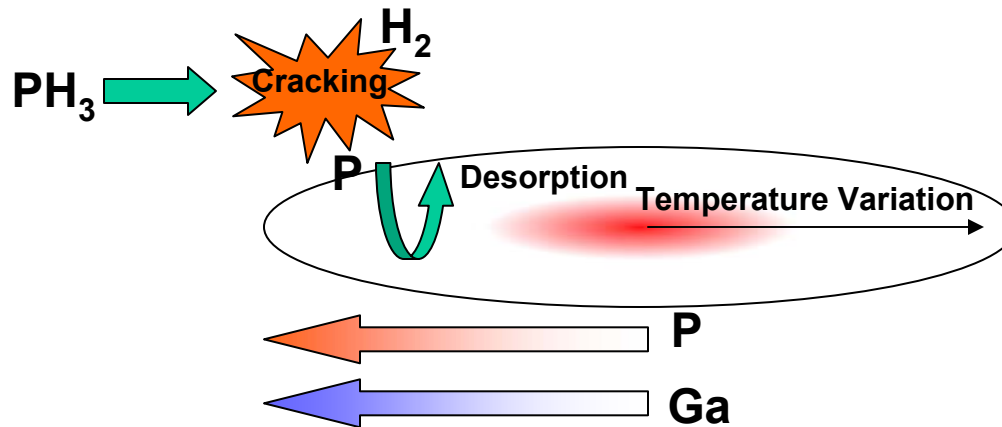 H₂
PH₃
Cracking
P
Desorption
Temperature Variation
P
Ga